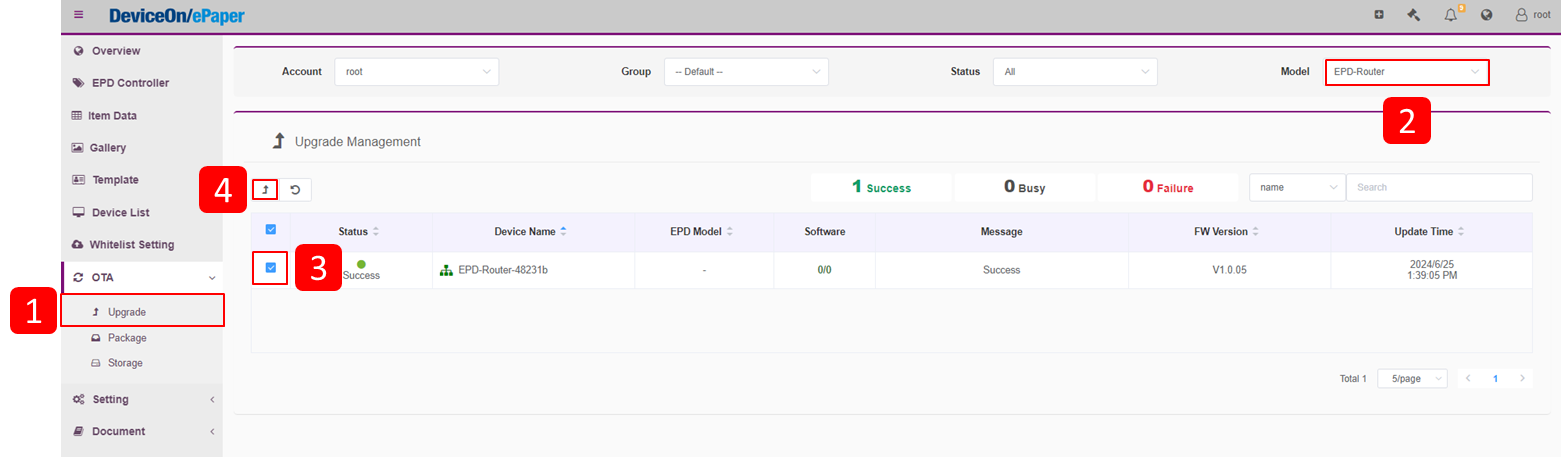 DeviceOn/ePaper
9
root
Overview
EPD Controller
Item Data
Gallery
Template
Device List
Whitelist Setting
OTA
1
Upgrade
Package
Storage
Setting
Document
Account root Group -- Default -- Status All Model EPD-Router
2
Upgrade Management
4
1 Success 0 Busy 0 Failure name Search
Status Device Name EPD Model Software Message FW Version Update Time
3
Success EPD-Router-48231b - 0/0 Success V1.0.05 2024/6/25
1:39:05 PM
Total 1 5/page 1